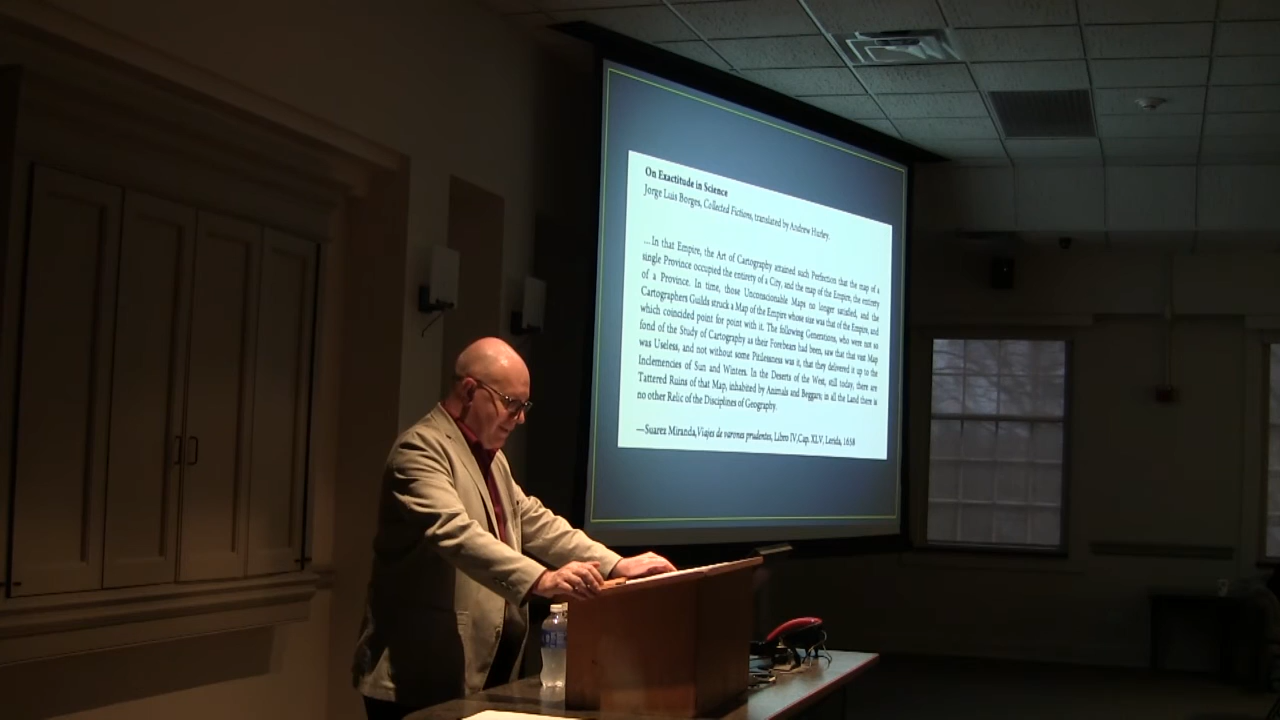 On Exactitude in Science
Jorge Luis Borges, Collected Fictions, translated by Andrew Hurley.
...In that Empire, the Art of Cartography attained such Perfection that the map of a
single Province occupied the entirety of a City, and the map of the Empire, the entirety
of a Province. In time, those Unconscionable Maps no longer satisfied, and the
Cartographers Guilds struck a Map of the Empire whose size was that of the Empire, and
which coincided point for point with it. The following Generations, who were not so
fond of the Study of Cartography as their Forebears had been, saw that that vast Map
was Useless, and not without some Pitilessness was it, that they delivered it up to the
Inclemencies of Sun and Winters. In the Deserts of the West, still today, there are
Tattered Ruins of that Map, inhabited by Animals and Beggars; in all the Land there is
no other Relic of the Disciplines of Geography.
—Suarez Miranda,Viajes de varones prudentes, Libro IV,Cap. XLV, Lerida, 1658